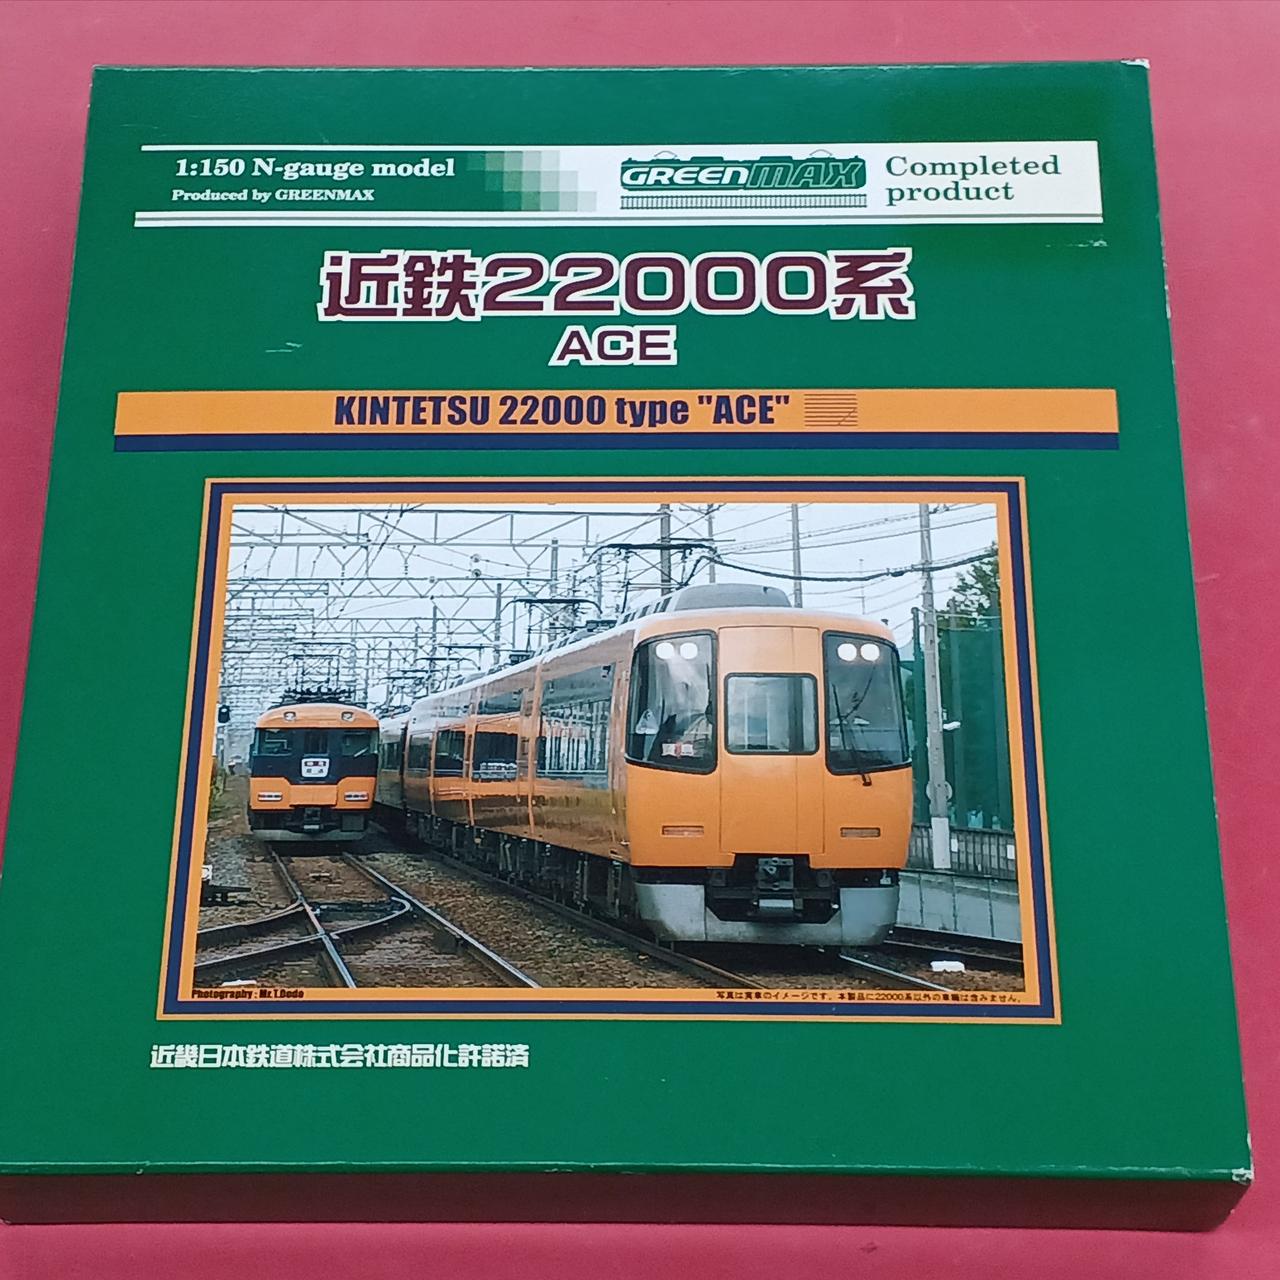 1:150 N-gauge model
Produced by GREENMAX
GREENMAX
Completed
product
近鉄22000系
ACE
KINTETSU 22000 type "ACE"
Photography : Mr.T.Dodo
写真は実車のイメージです。本製品に22000系以外の車輌は含みません。
近畿日本鉄道株式会社商品化許諾済